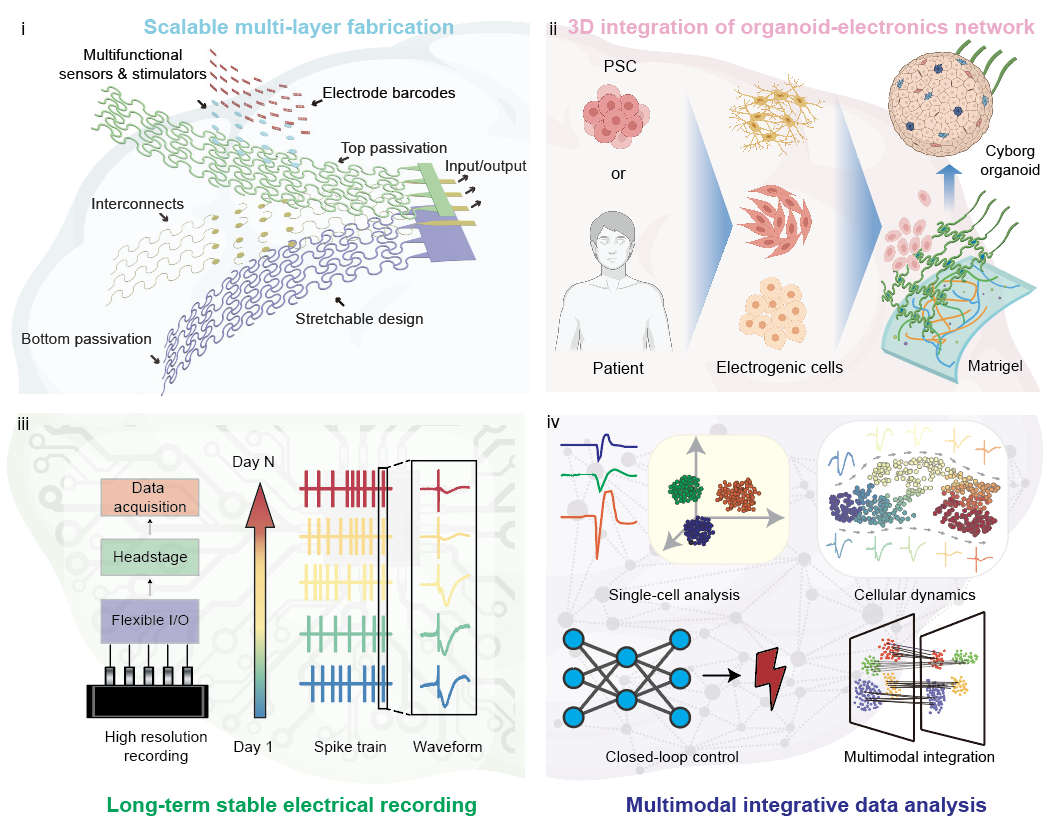 i
Scalable multi-layer fabrication
Multifunctional
sensors & stimulators
Electrode barcodes
Top passivation
Input/output
Interconnects
Stretchable design
Bottom passivation
ii
3D integration of organoid-electronics network
PSC
or
Patient
Electrogenic cells
Cyborg
organoid
Matrigel
iii
Day N
Data
acquisition
Headstage
Flexible I/O
High resolution
recording
Day 1
Spike train
Waveform
Long-term stable electrical recording
iv
Single-cell analysis
Cellular dynamics
Closed-loop control
Multimodal integration
Multimodal integrative data analysis